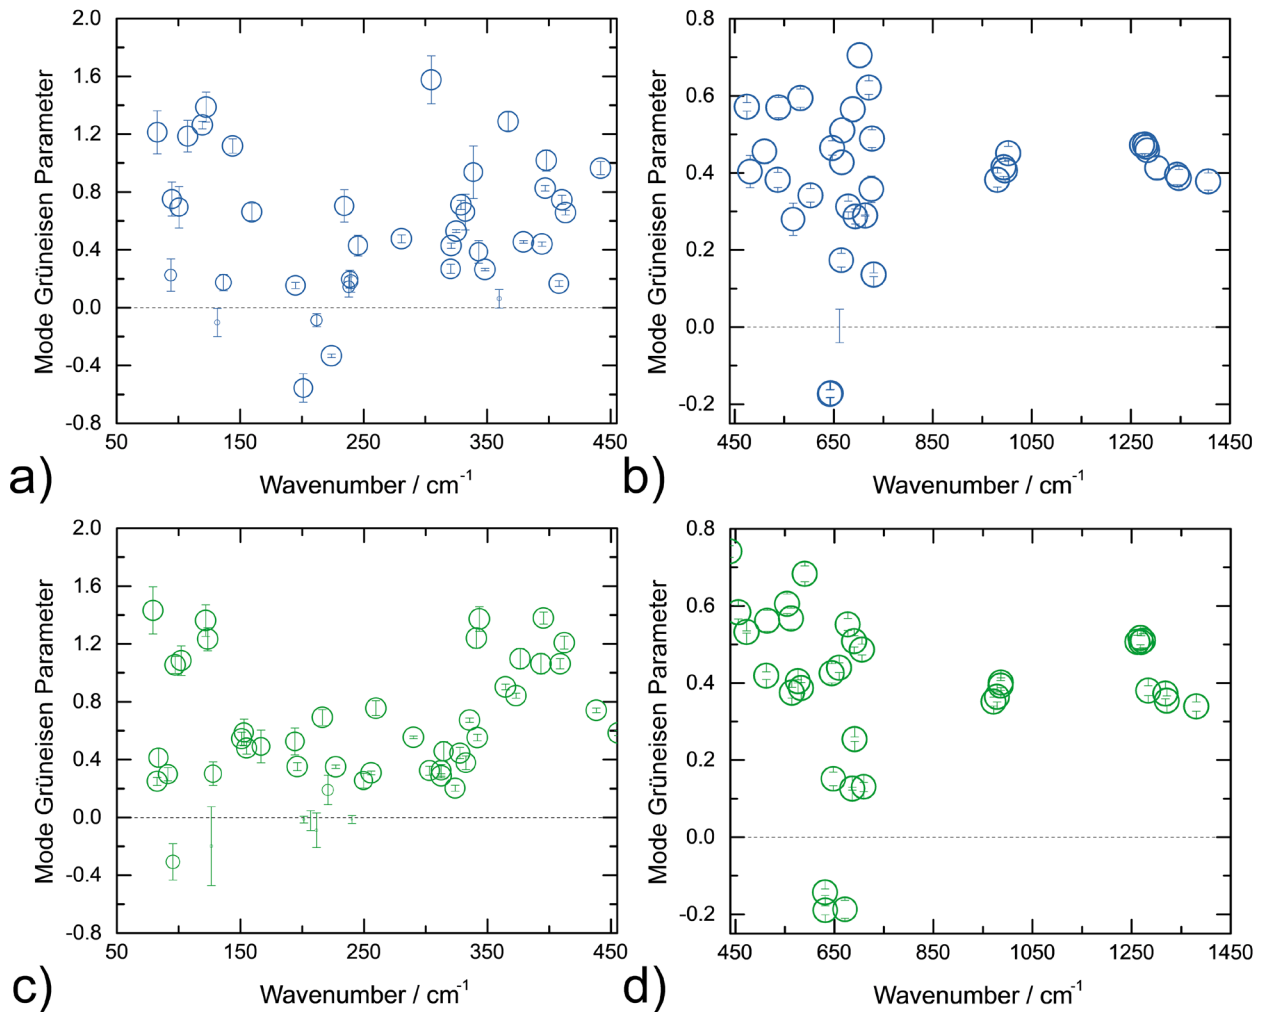 2.0
1.6
1.2
0.8
0.4
0.0
-0.4
-0.8
Mode Grüneisen Parameter
50 150 250 350 450
Wavenumber / cm-1
a)
0.8
0.6
0.4
0.2
0.0
-0.2
Mode Grüneisen Parameter
450 650 850 1050 1250 1450
Wavenumber / cm-1
b)
2.0
1.6
1.2
0.8
0.4
0.0
-0.4
-0.8
Mode Grüneisen Parameter
50 150 250 350 450
Wavenumber / cm-1
c)
0.8
0.6
0.4
0.2
0.0
-0.2
Mode Grüneisen Parameter
450 650 850 1050 1250 1450
Wavenumber / cm-1
d)